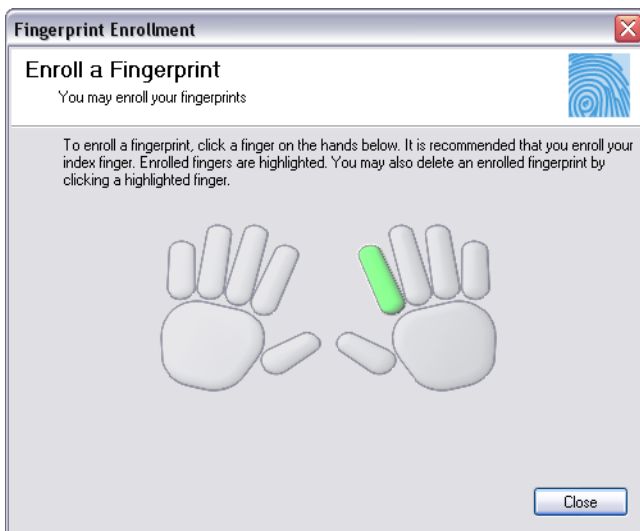 Fingerprint Enrollment
Enroll a Fingerprint
You may enroll your fingerprints
To enroll a fingerprint, click a finger on the hands below. It is recommended that you enroll your
index finger. Enrolled fingers are highlighted. You may also delete an enrolled fingerprint by
clicking a highlighted finger.
Close